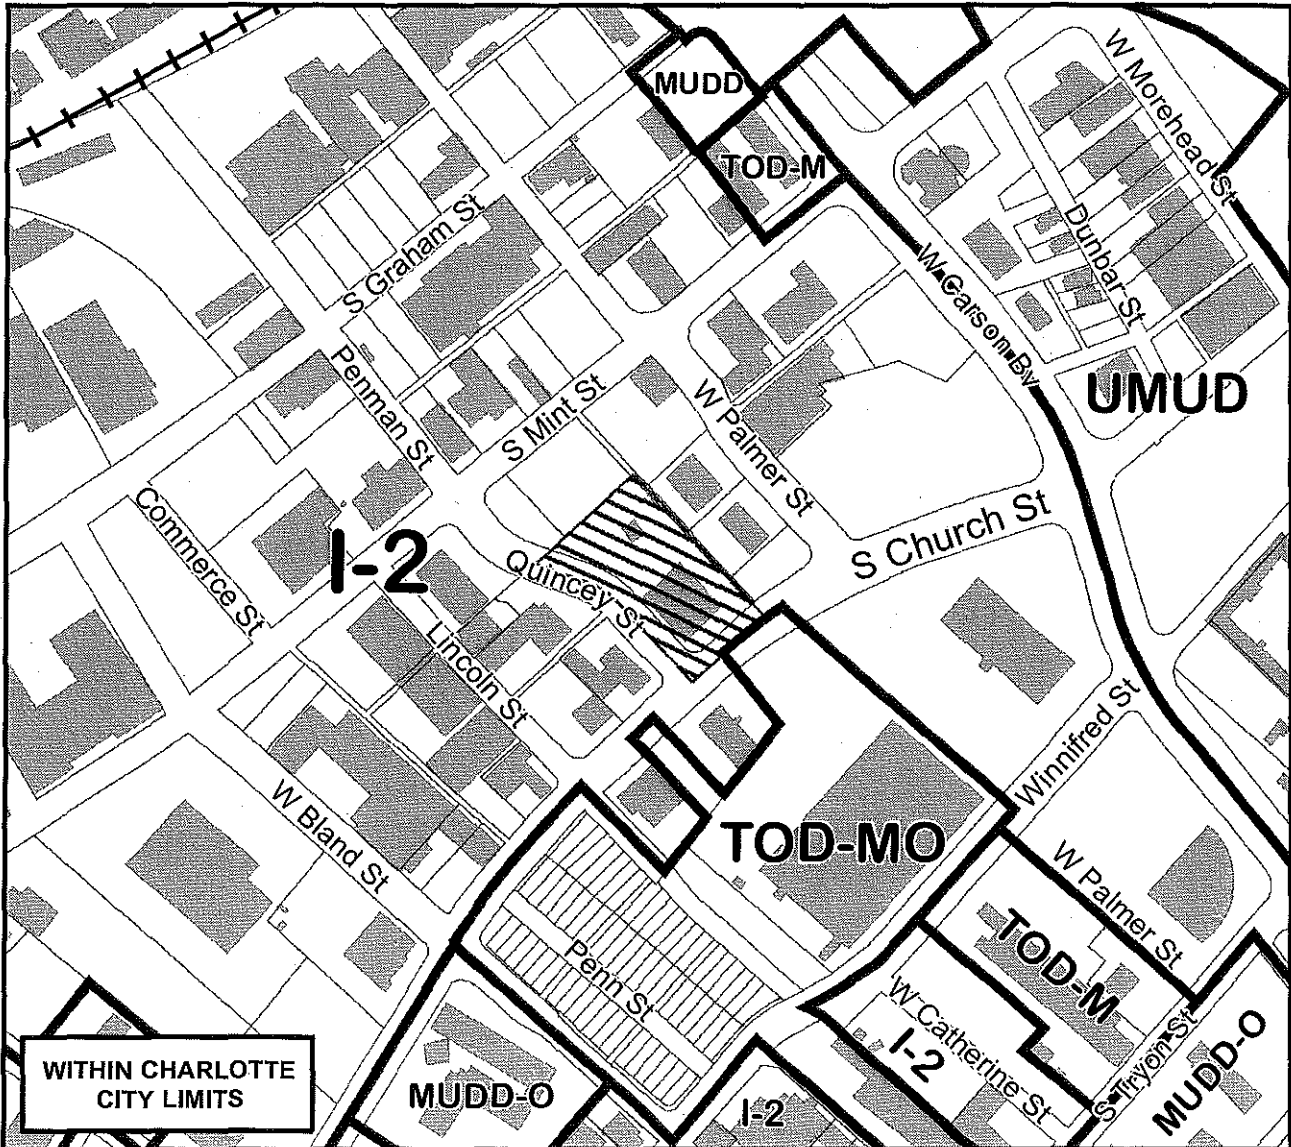 MUDD
TOD-M
W Morehead St
Dunbar St
S Graham St
W Carson Bv
Penman St
S Mint St
W Palmer St
UMUD
Commerce St
I-2
S Church St
Quincey St
Lincoln St
Winnifred St
W Bland St
TOD-MO
W Palmer St
TOD-M
Penn St
W Catherine St
I-2
S Tryon St
MUDD-O
WITHIN CHARLOTTE
CITY LIMITS
MUDD-O
I-2